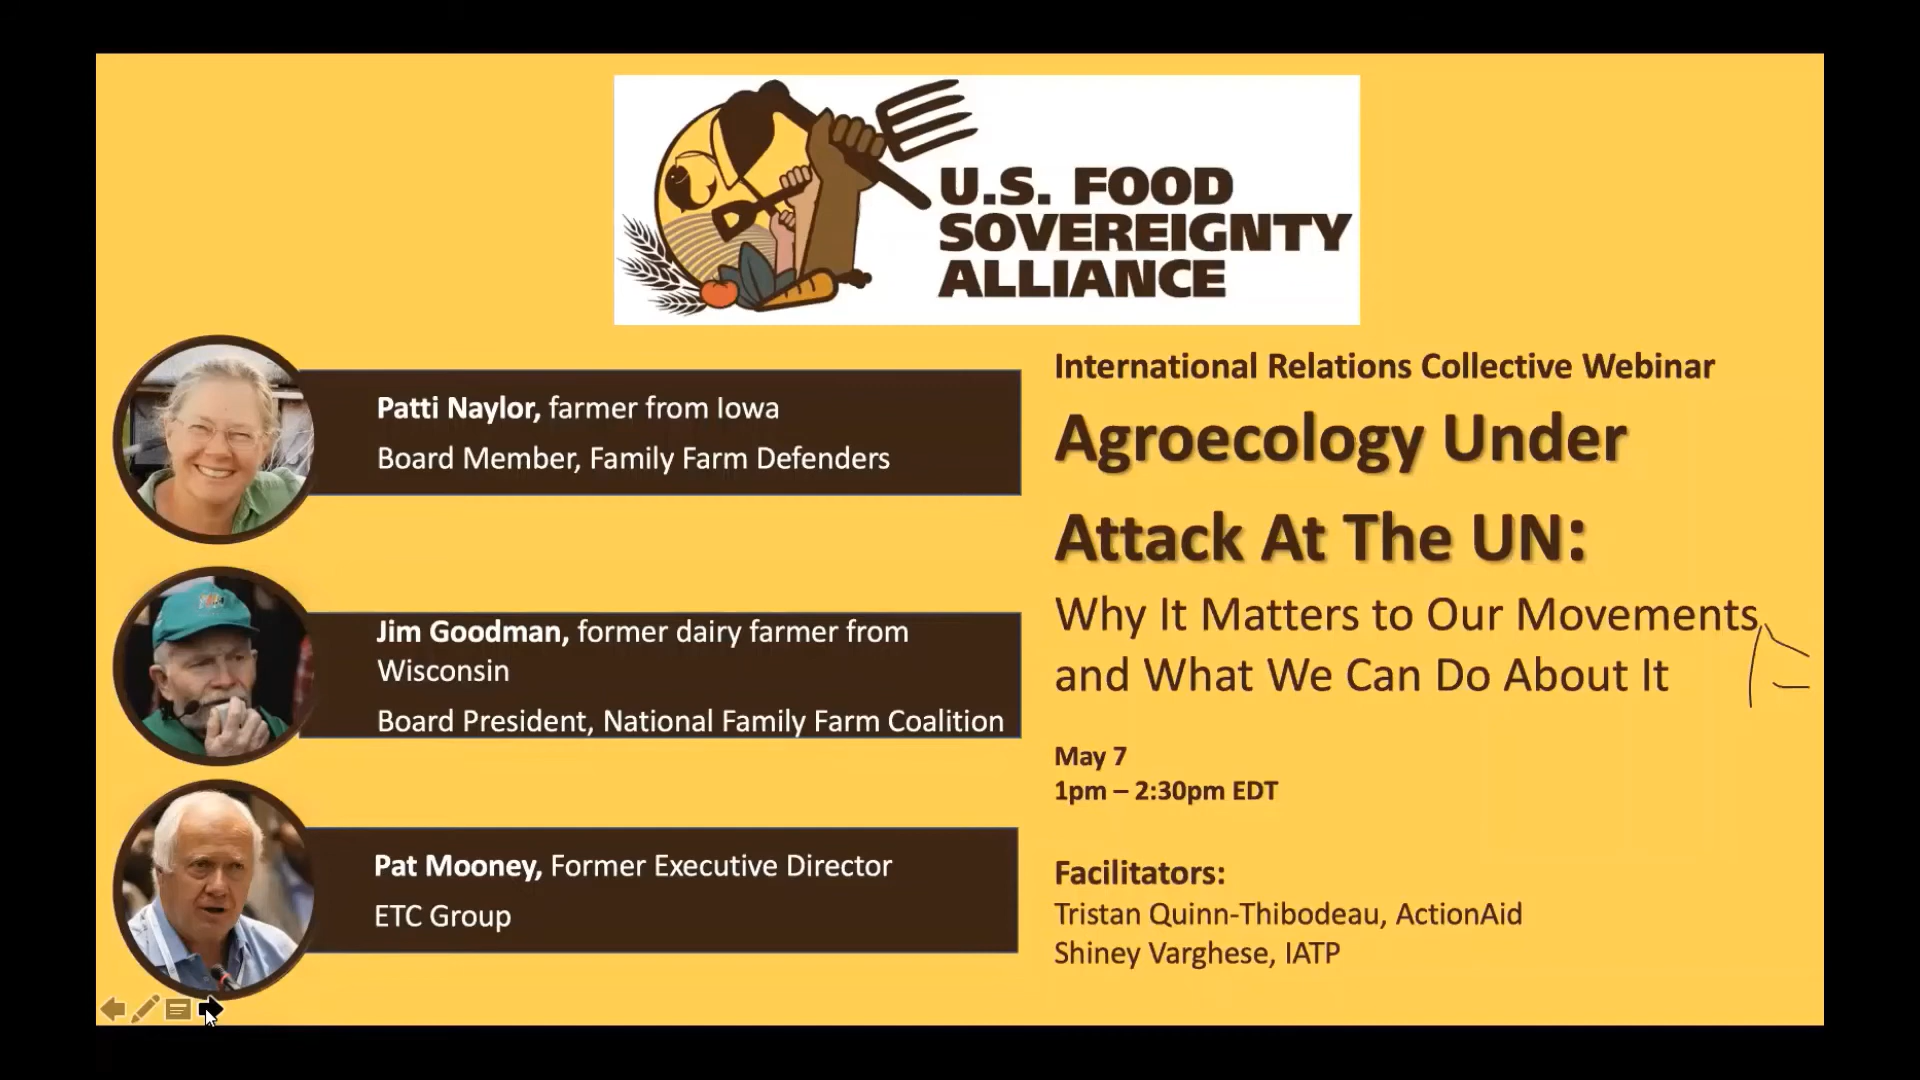 U.S. FOOD
SOVEREIGNTY
ALLIANCE
Patti Naylor, farmer from Iowa
Board Member, Family Farm Defenders
Jim Goodman, former dairy farmer from
Wisconsin
Board President, National Family Farm Coalition
Pat Mooney, Former Executive Director
ETC Group
International Relations Collective Webinar
Agroecology Under
Attack At The UN:
Why It Matters to Our Movements
and What We Can Do About It
May 7
1pm – 2:30pm EDT
Facilitators:
Tristan Quinn-Thibodeau, ActionAid
Shiney Varghese, IATP